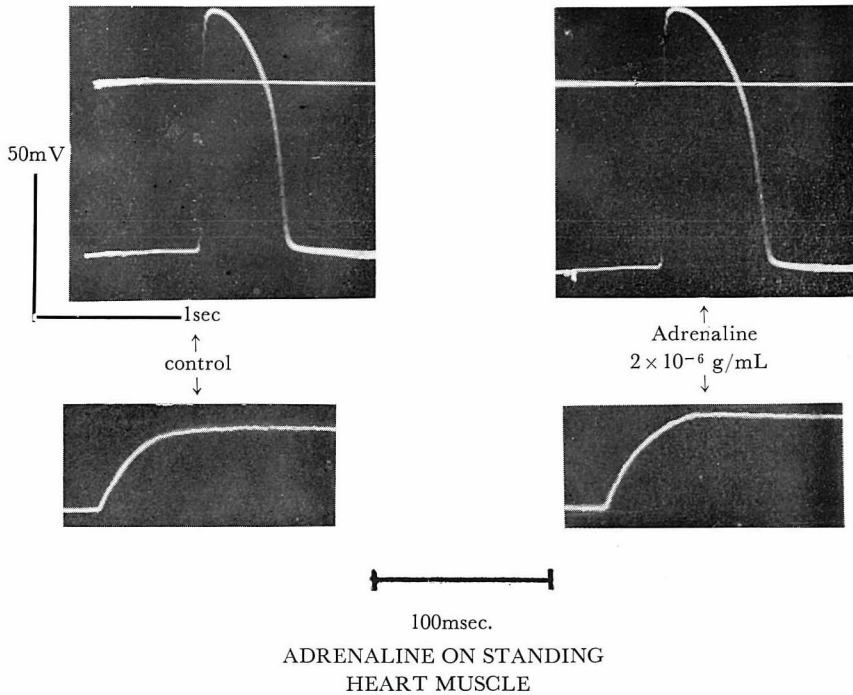 50mV
1sec
control
Adrenaline
2 × 10⁻⁶ g/mL
100msec.
ADRENALINE ON STANDING
HEART MUSCLE